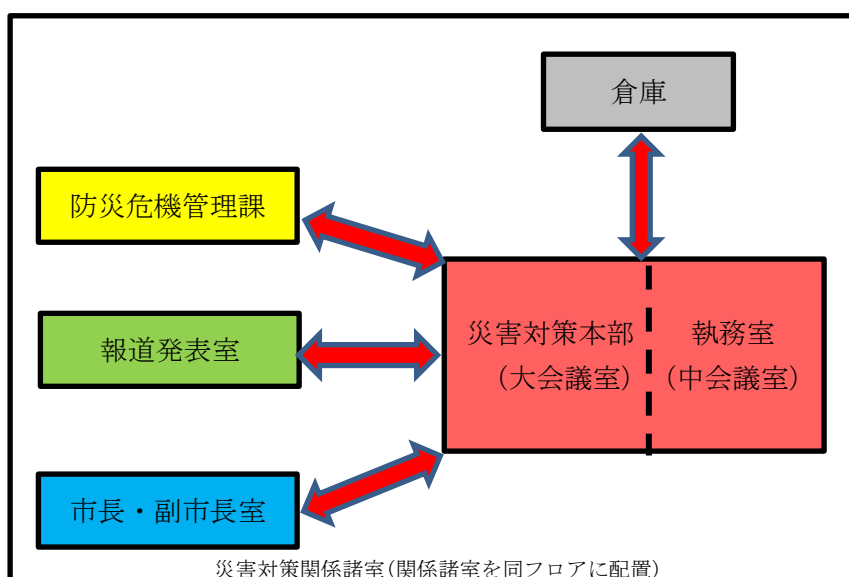 倉庫
防災危機管理課
災害対策本部
(大会議室)
執務室
(中会議室)
報道発表室
市長・副市長室
災害対策関係諸室(関係諸室を同フロアに配置)